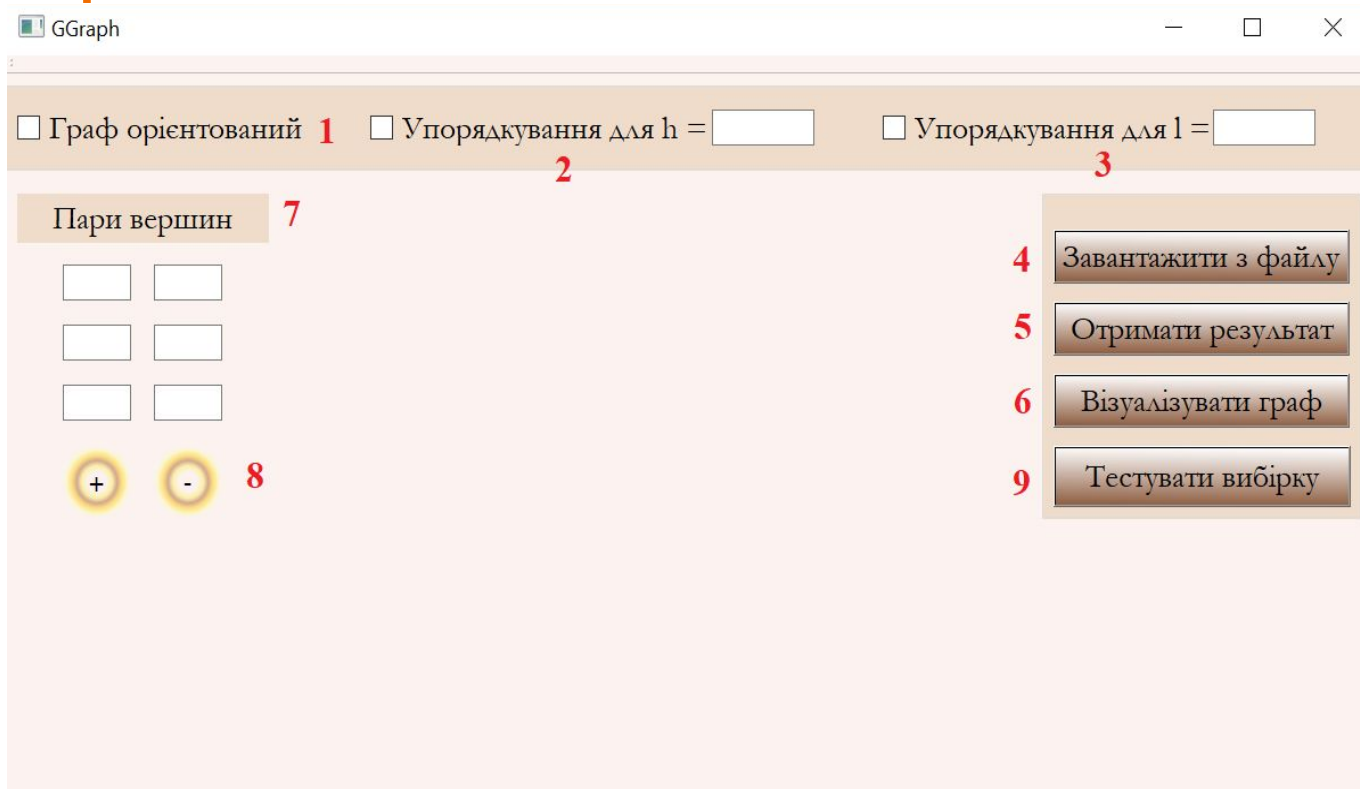 GGraph
Граф орієнтований 1 Упорядкування для h = Упорядкування для l =
2 3
Пари вершин 7
4 Завантажити з файлу
5 Отримати результат
6 Візуалізувати граф
+ - 8
9 Тестувати вибірку